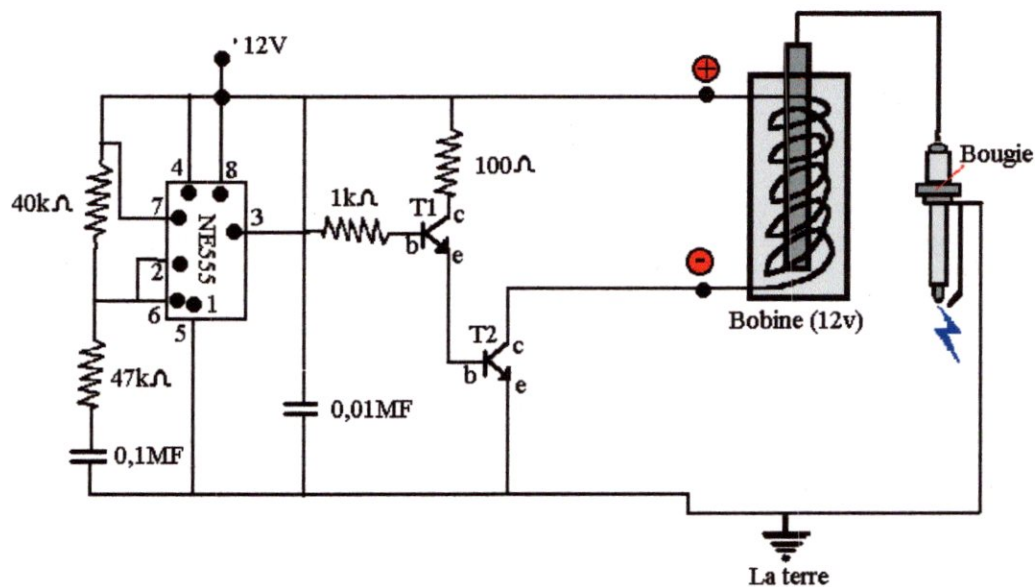 ' 12V
+
Bougie
4
8
100Ω
40kΩ
7
NE555
3
1kΩ
T1
c
b
e
2
-
6
1
5
Bobine (12v)
T2
c
b
e
47kΩ
0,01MF
0,1MF
La terre